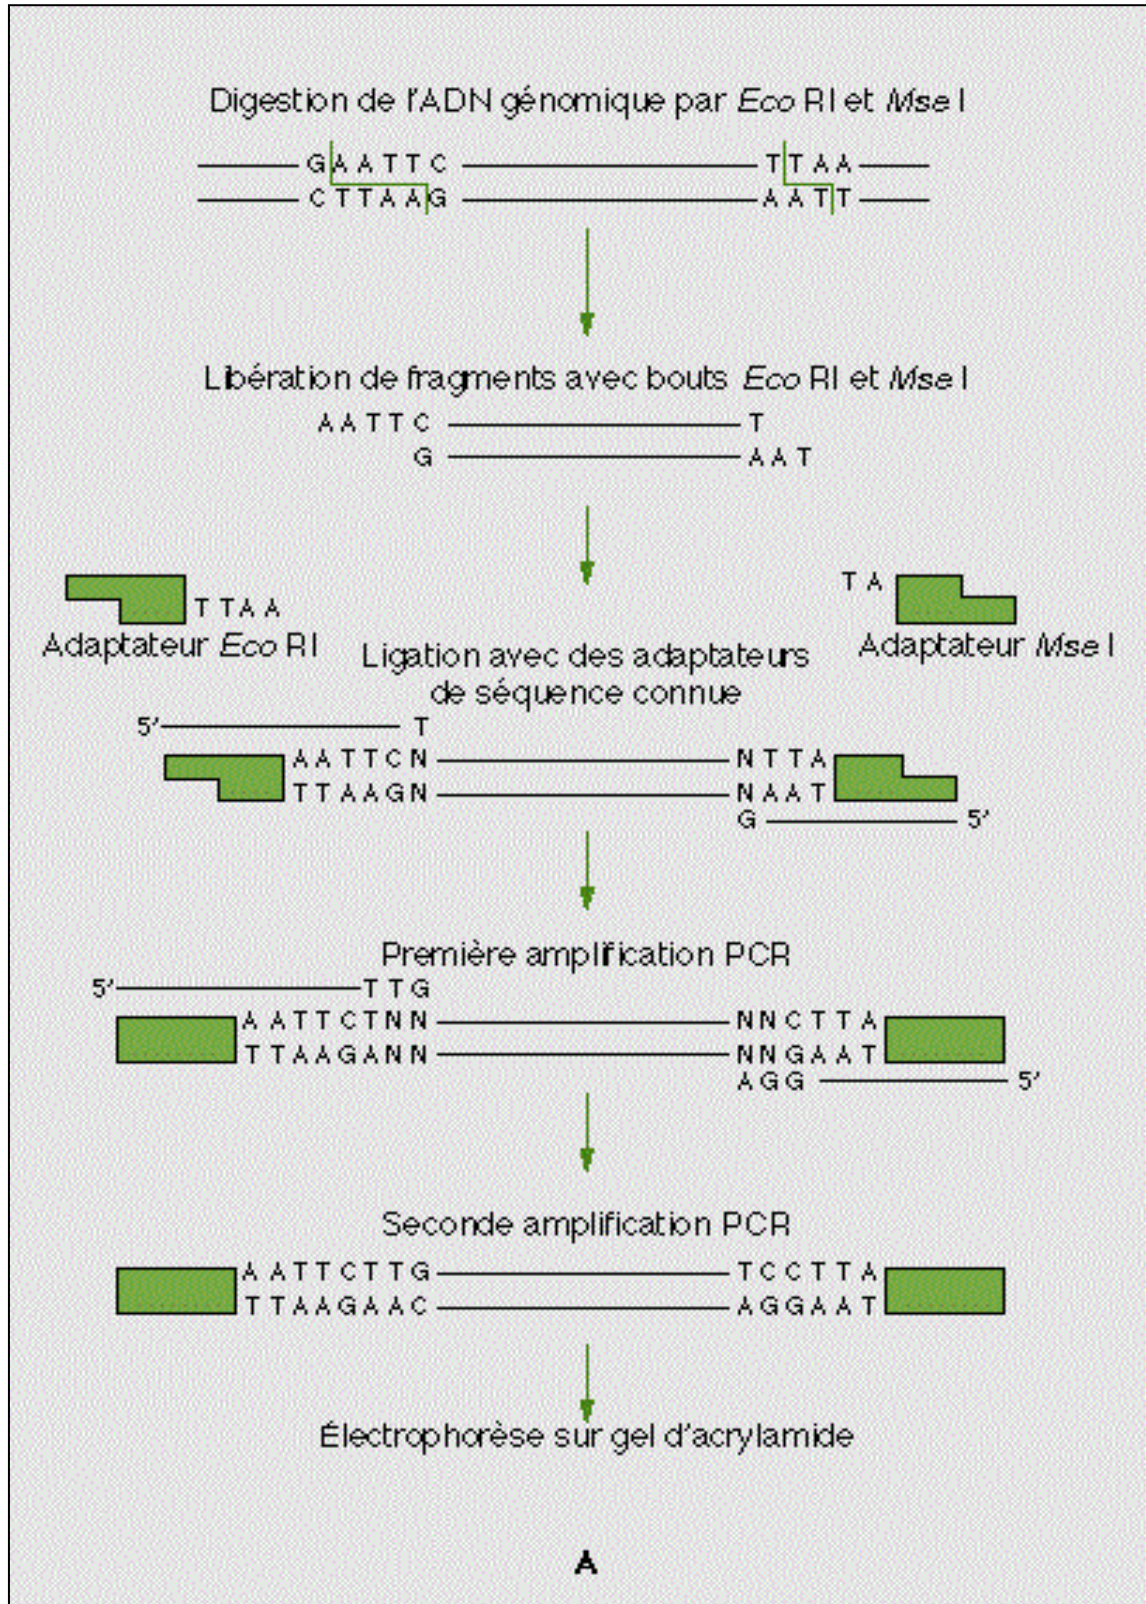 Digestion de l'ADN génomique par Eco RI et Mse I
G A A T T C T T A A
C T T A A G A A T T
Libération de fragments avec bouts Eco RI et Mse I
A A T T C T
G A A T
T T A A
T A
Adaptateur Eco RI
Adaptateur Mse I
Ligation avec des adaptateurs
de séquence connue
5' T
A A T T C N N T T A
T T A A G N N A A T
G 5'
Première amplification PCR
5' T T G
A A T T C T N N N N C T T A
T T A A G A N N N N G A A T
A G G 5'
Seconde amplification PCR
A A T T C T T G T C C T T A
T T A A G A A C A G G A A T
Électrophorèse sur gel d'acrylamide
A